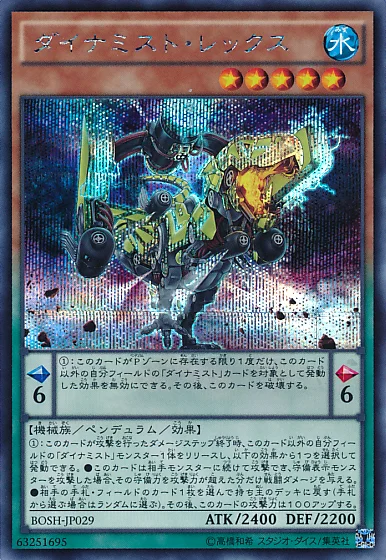 ダイナミスト・レックス
水
①:このカードがPゾーンに存在する限り1度だけ、このカード
以外の自分フィールドの「ダイナミスト」カードを対象として発動
した効果を無効にできる。その後、このカードを破壊する。
6
6
【機械族/ペンデュラム/効果】
①:このカードが攻撃を行ったダメージステップ終了時、このカード以外の自分フィールド
の「ダイナミスト」モンスター1体をリリースし、以下の効果から1つを選択して
発動できる。●このカードは相手モンスターに続けて攻撃でき、守備表示モン
スターを攻撃した場合、その守備力を攻撃力が超えた分だけ戦闘ダメージを与える。
●相手の手札・フィールドのカード1枚を選んで持ち主のデッキに戻す(手札
から選ぶ場合はランダムに選ぶ)。その後、このカードの攻撃力は100アップする。
BOSH-JP029
ATK/2400
DEF/2200
63251695
©高橋和希 スタジオ・ダイス/集英社